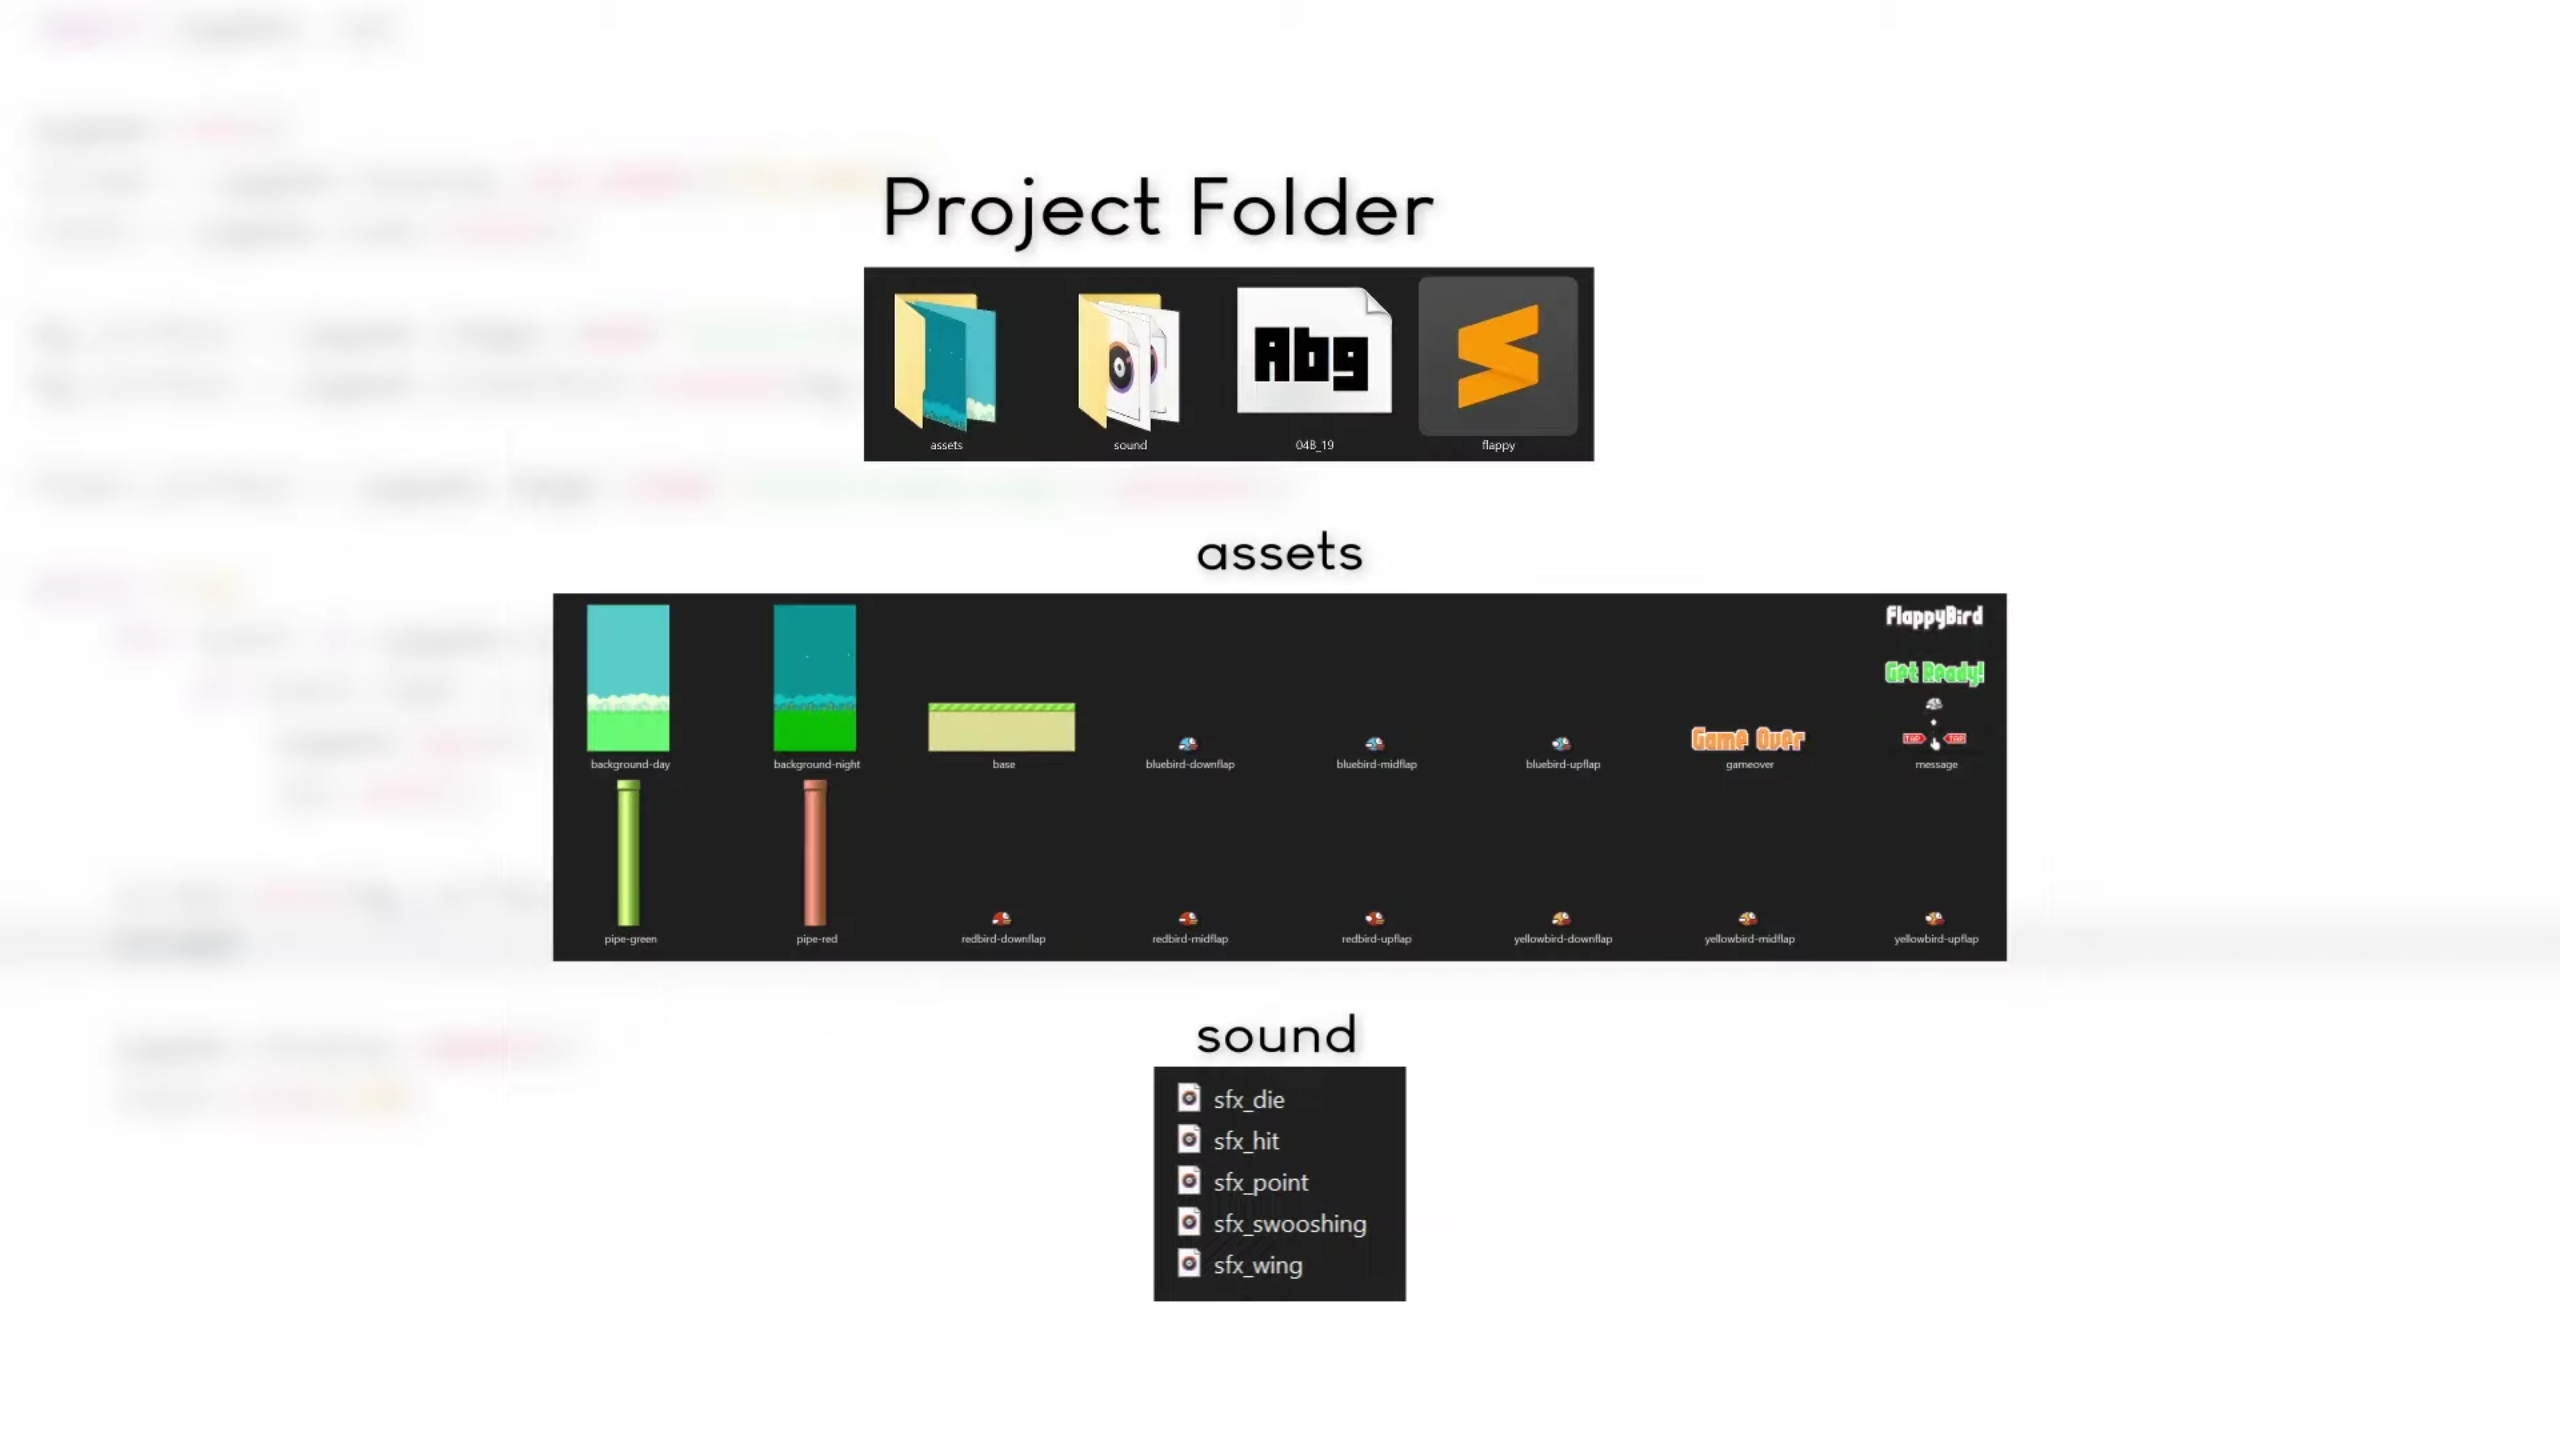 Project Folder
Abg
assets
sound
04B_19
flappy
assets
FlappyBird
Get Ready!
Game Over
TAP
TAP
background-day
background-night
base
bluebird-downflap
bluebird-midflap
bluebird-upflap
gameover
message
pipe-green
pipe-red
redbird-downflap
redbird-midflap
redbird-upflap
yellowbird-downflap
yellowbird-midflap
yellowbird-upflap
sound
sfx_die
sfx_hit
sfx_point
sfx_swooshing
sfx_wing